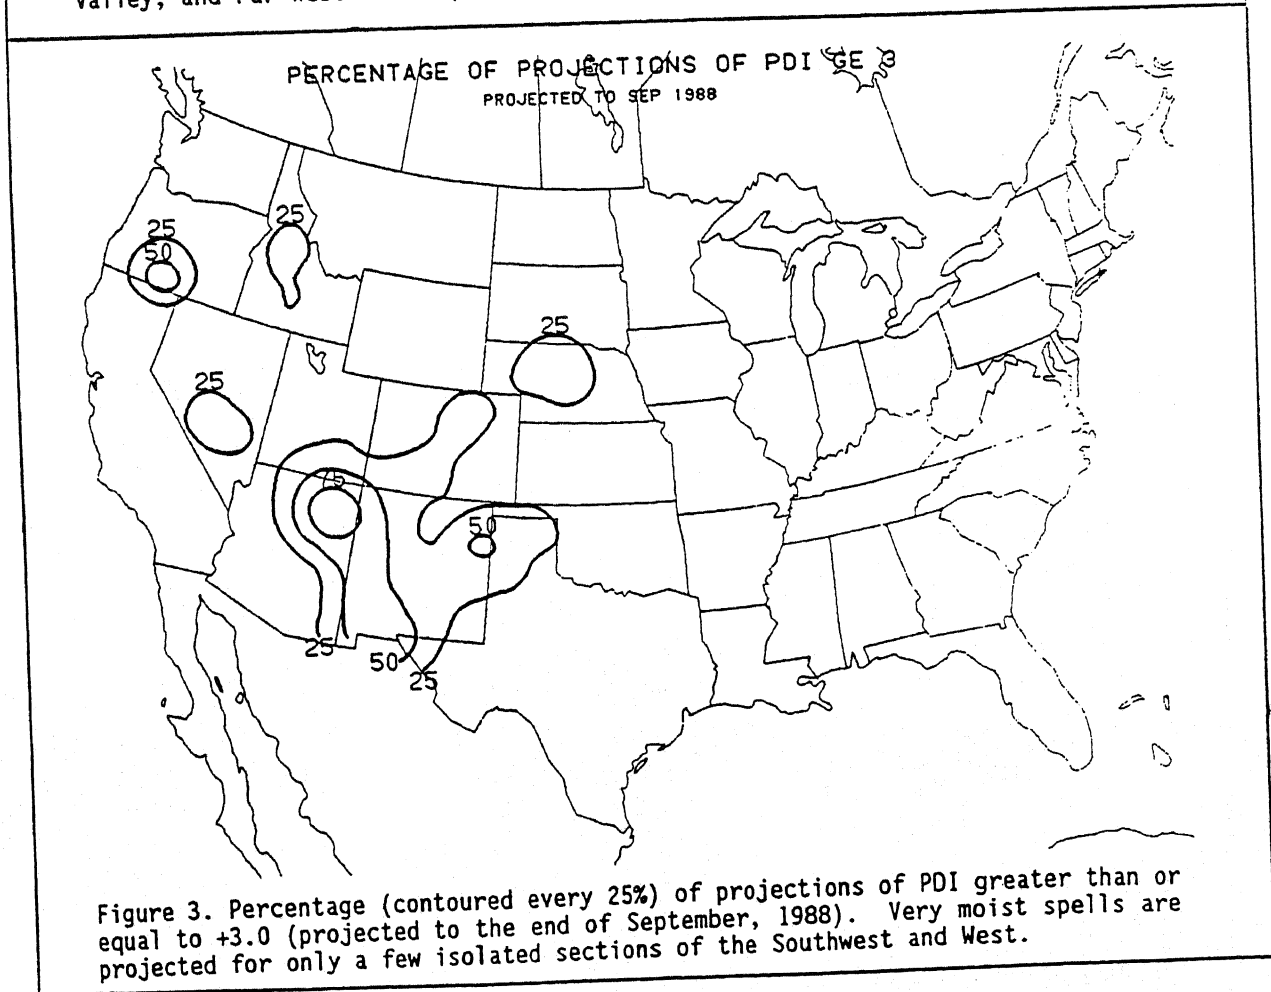 PERCENTAGE OF PROJECTIONS OF PDI GE 3
PROJECTED TO SEP 1988
25
25
50
25
25
75
50
25
50
25
Figure 3. Percentage (contoured every 25%) of projections of PDI greater than or
equal to +3.0 (projected to the end of September, 1988). Very moist spells are
projected for only a few isolated sections of the Southwest and West.